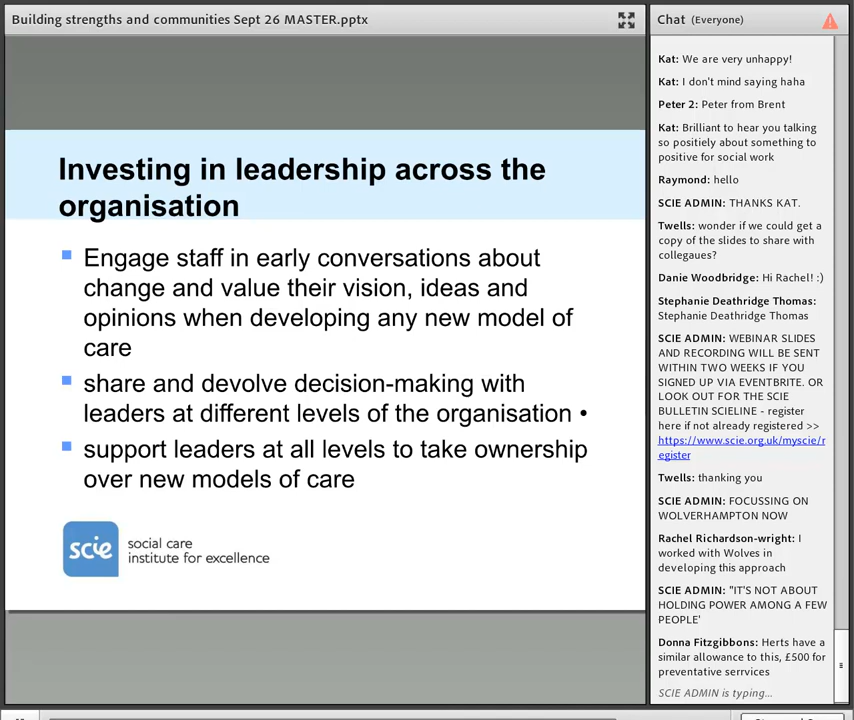 Building strengths and communities Sept 26 MASTER.pptx
Investing in leadership across the
organisation
Engage staff in early conversations about
change and value their vision, ideas and
opinions when developing any new model of
care
share and devolve decision-making with
leaders at different levels of the organisation •
support leaders at all levels to take ownership
over new models of care
scie
social care
institute for excellence
Chat (Everyone)
Kat: We are very unhappy!
Kat: I don't mind saying haha
Peter 2: Peter from Brent
Kat: Brilliant to hear you talking
so positiely about something to
positive for social work
Raymond: hello
SCIE ADMIN: THANKS KAT.
Twells: wonder if we could get a
copy of the slides to share with
collegaues?
Danie Woodbridge: Hi Rachel! :)
Stephanie Deathridge Thomas:
Stephanie Deathridge Thomas
SCIE ADMIN: WEBINAR SLIDES
AND RECORDING WILL BE SENT
WITHIN TWO WEEKS IF YOU
SIGNED UP VIA EVENTBRITE. OR
LOOK OUT FOR THE SCIE
BULLETIN SCIELINE - register
here if not already registered >>
https://www.scie.org.uk/myscie/r
egister
Twells: thanking you
SCIE ADMIN: FOCUSSING ON
WOLVERHAMPTON NOW
Rachel Richardson-wright: I
worked with Wolves in
developing this approach
SCIE ADMIN: "IT'S NOT ABOUT
HOLDING POWER AMONG A FEW
PEOPLE'
Donna Fitzgibbons: Herts have a
similar allowance to this, £500 for
preventative serrvices
SCIE ADMIN is typing...